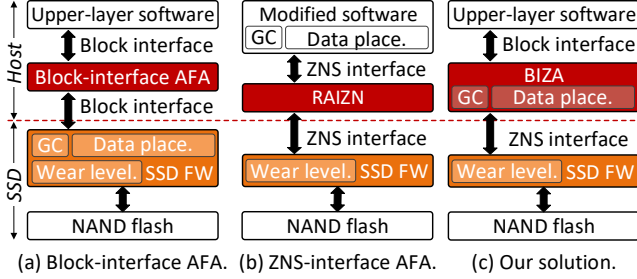 Host
SSD
Upper-layer software
Block interface
Block-interface AFA
Block interface
GC
Data place.
Wear level.
SSD FW
NAND flash
(a) Block-interface AFA.
Modified software
GC
Data place.
ZNS interface
RAIZN
ZNS interface
Wear level.
SSD FW
NAND flash
(b) ZNS-interface AFA.
Upper-layer software
Block interface
BIZA
GC
Data place.
ZNS interface
Wear level.
SSD FW
NAND flash
(c) Our solution.